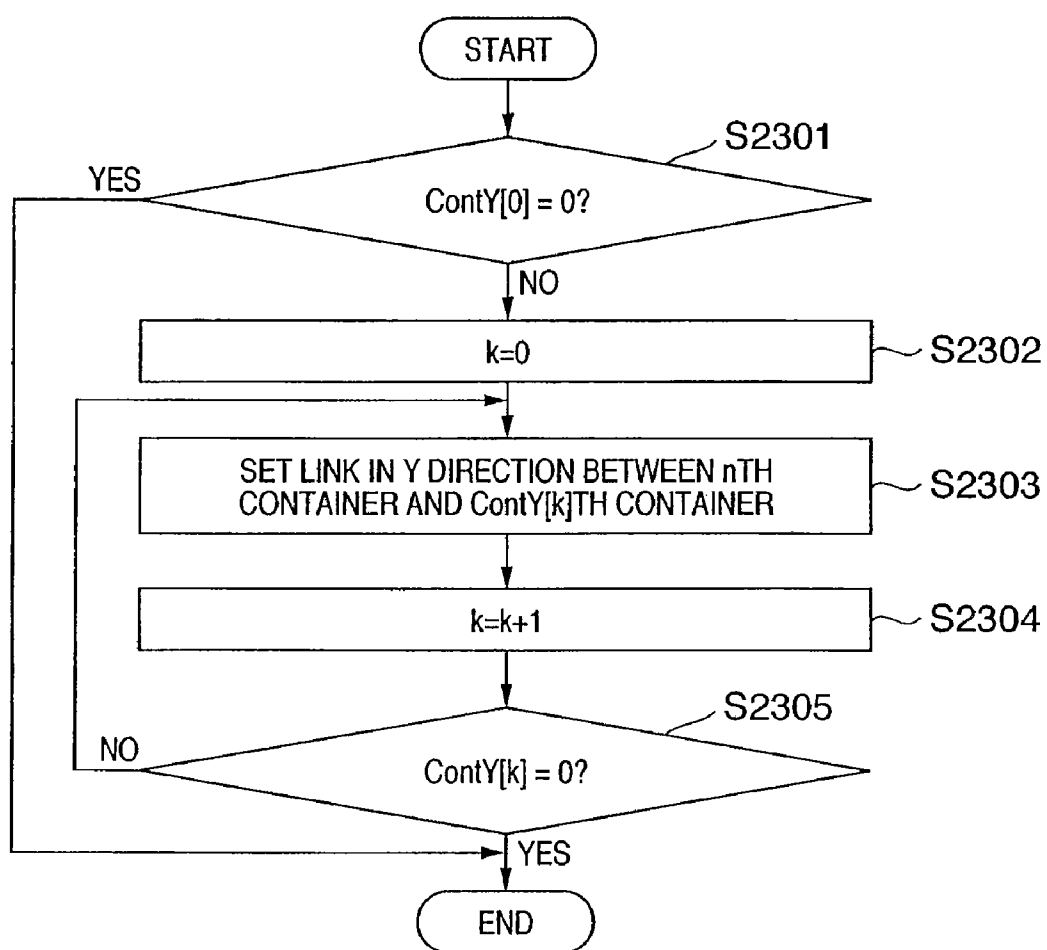 START
S2301
YES
ContY[0] = 0?
NO
k=0
S2302
SET LINK IN Y DIRECTION BETWEEN nTH
CONTAINER AND ContY[k]TH CONTAINER
S2303
k=k+1
S2304
S2305
NO
ContY[k] = 0?
YES
END